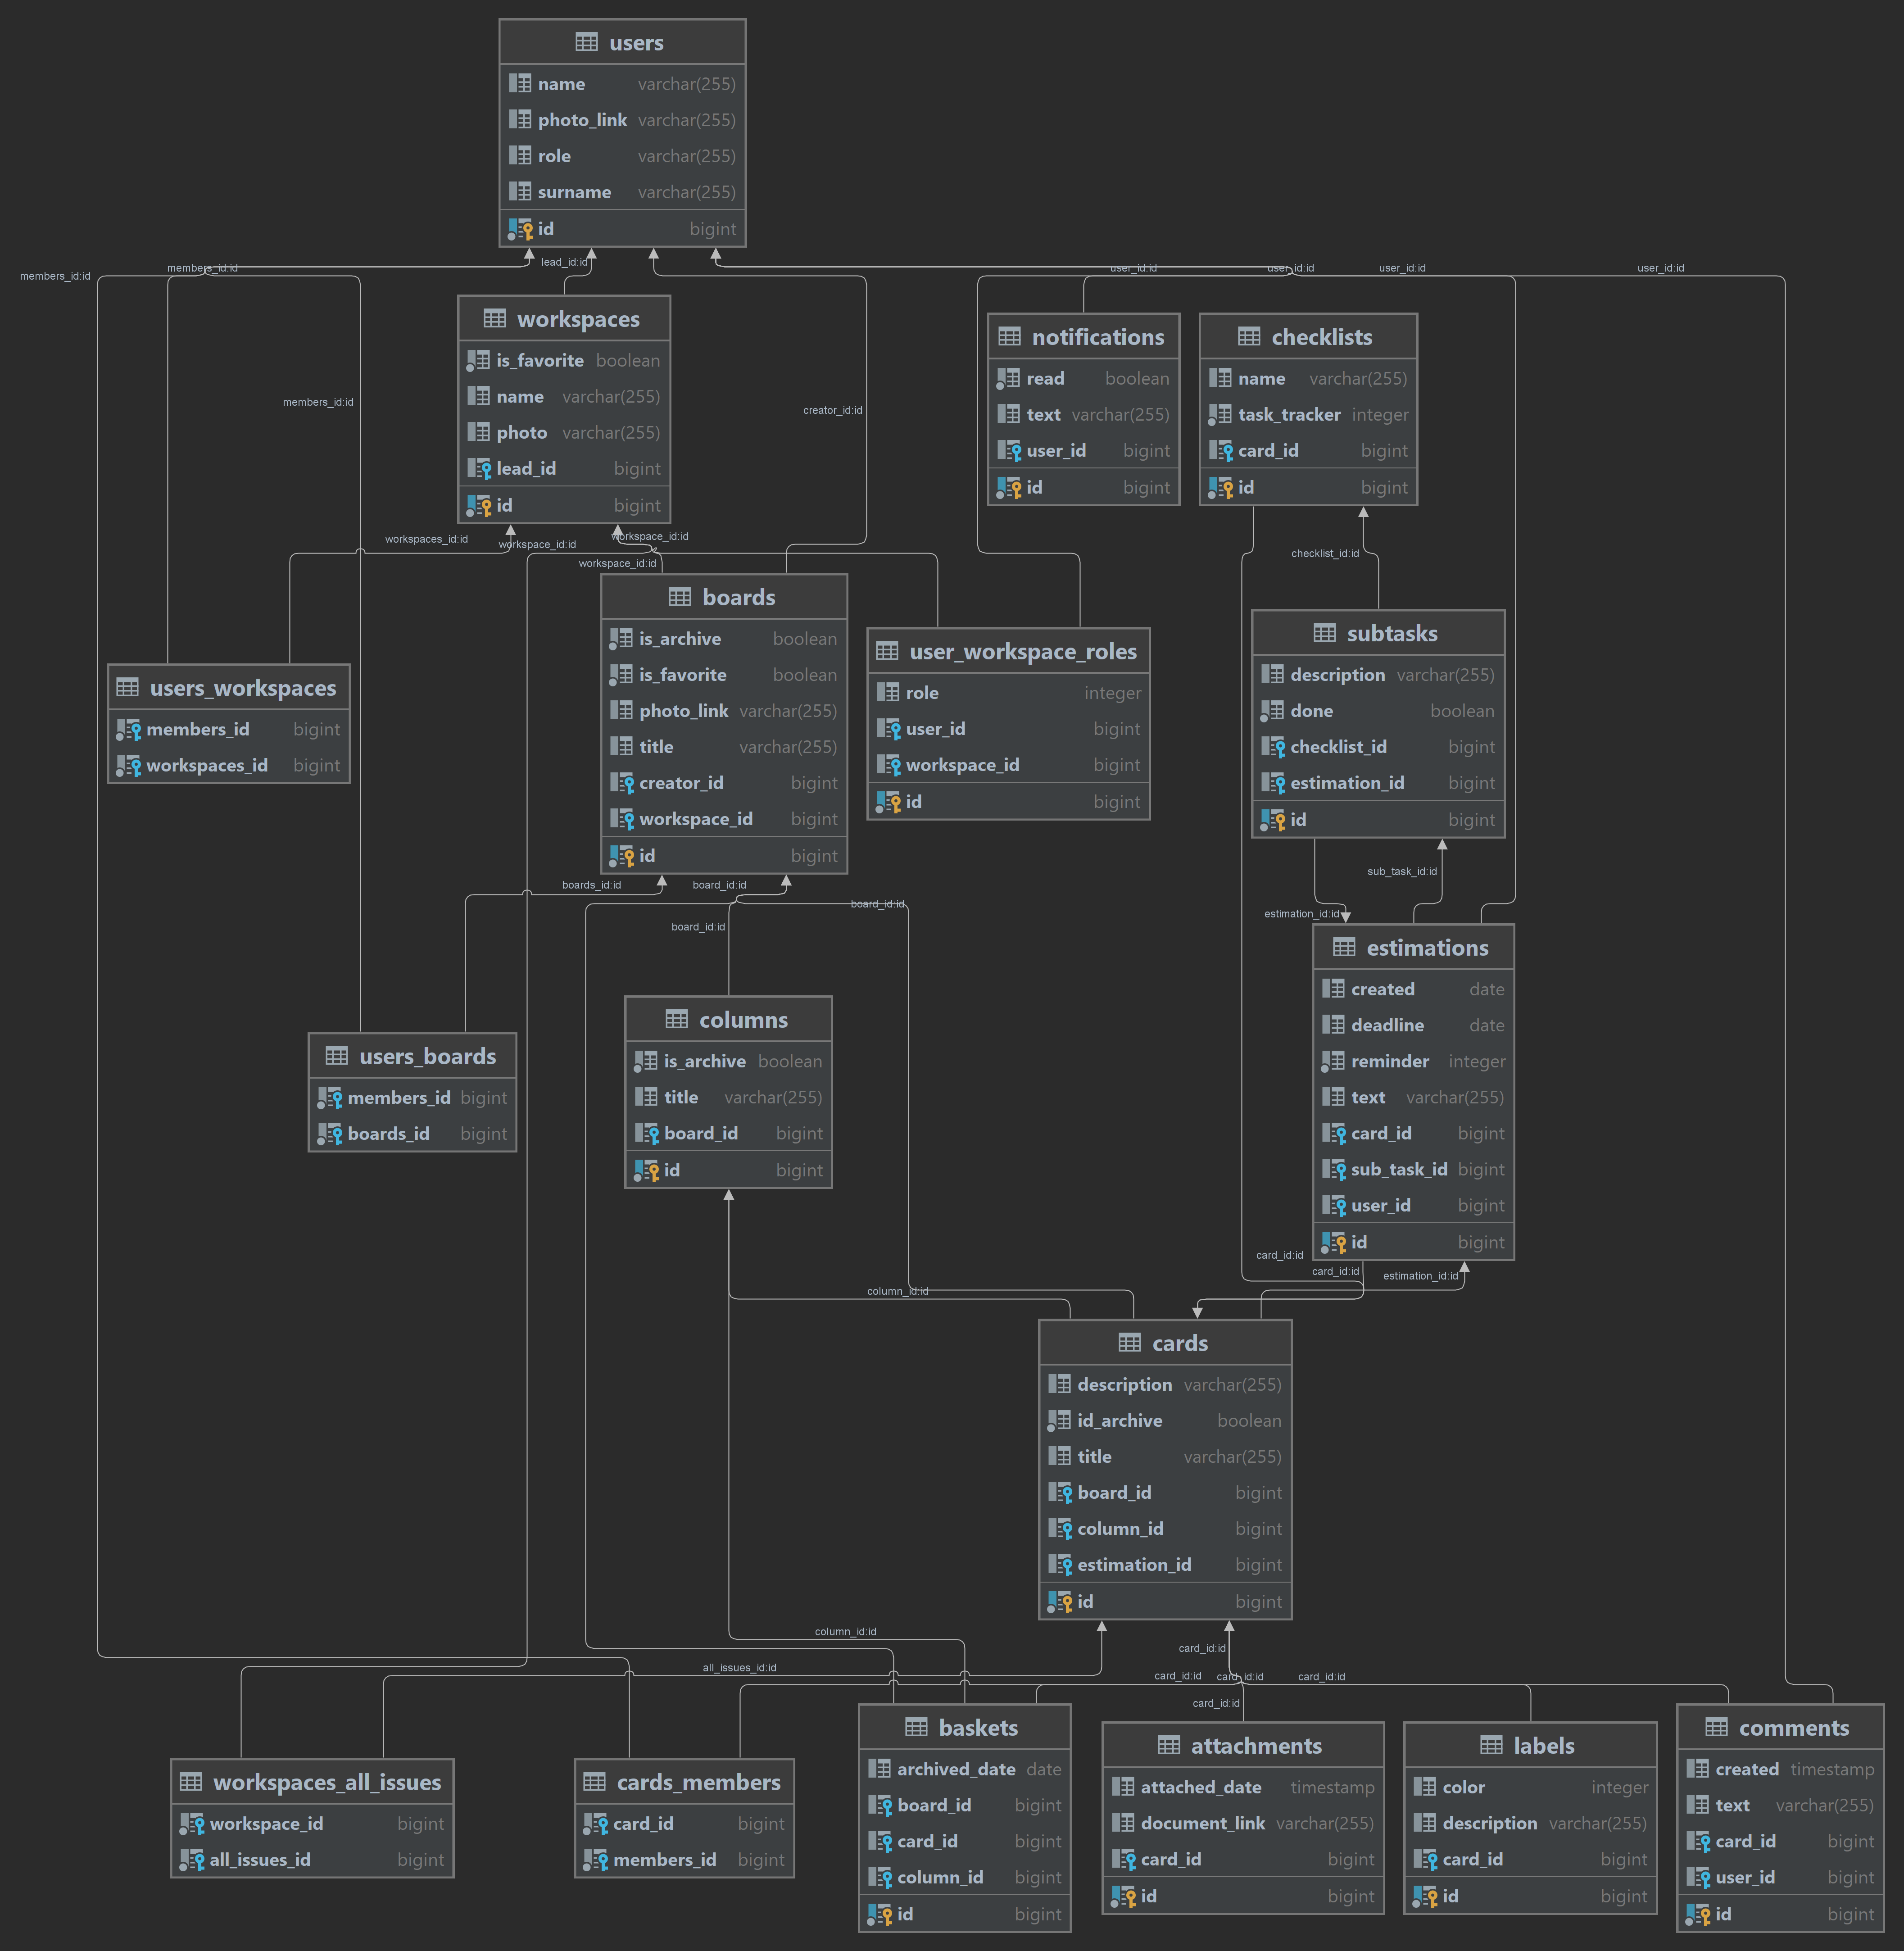 users
name varchar(255)
photo_link varchar(255)
role varchar(255)
surname varchar(255)
id bigint
members_id:id
members_id:id
lead_id:id
user_id:id
user_id:id
user_id:id
user_id:id
workspaces
is_favorite boolean
name varchar(255)
photo varchar(255)
lead_id bigint
id bigint
notifications
read boolean
text varchar(255)
user_id bigint
id bigint
checklists
name varchar(255)
task_tracker integer
card_id bigint
id bigint
members_id:id
creator_id:id
workspaces_id:id
workspace_id:id
workspace_id:id
workspace_id:id
checklist_id:id
boards
is_archive boolean
is_favorite boolean
photo_link varchar(255)
title varchar(255)
creator_id bigint
workspace_id bigint
id bigint
user_workspace_roles
role integer
user_id bigint
workspace_id bigint
id bigint
subtasks
description varchar(255)
done boolean
checklist_id bigint
estimation_id bigint
id bigint
users_workspaces
members_id bigint
workspaces_id bigint
boards_id:id
board_id:id
board_id:id
board_id:id
sub_task_id:id
estimation_id:id
estimations
created date
deadline date
reminder integer
text varchar(255)
card_id bigint
sub_task_id bigint
user_id bigint
id bigint
columns
is_archive boolean
title varchar(255)
board_id bigint
id bigint
users_boards
members_id bigint
boards_id bigint
card_id:id
card_id:id
estimation_id:id
column_id:id
cards
description varchar(255)
id_archive boolean
title varchar(255)
board_id bigint
column_id bigint
estimation_id bigint
id bigint
column_id:id
card_id:id
all_issues_id:id
card_id:id
card_id:id
card_id:id
card_id:id
workspaces_all_issues
workspace_id bigint
all_issues_id bigint
cards_members
card_id bigint
members_id bigint
baskets
archived_date date
board_id bigint
card_id bigint
column_id bigint
id bigint
attachments
attached_date timestamp
document_link varchar(255)
card_id bigint
id bigint
labels
color integer
description varchar(255)
card_id bigint
id bigint
comments
created timestamp
text varchar(255)
card_id bigint
user_id bigint
id bigint